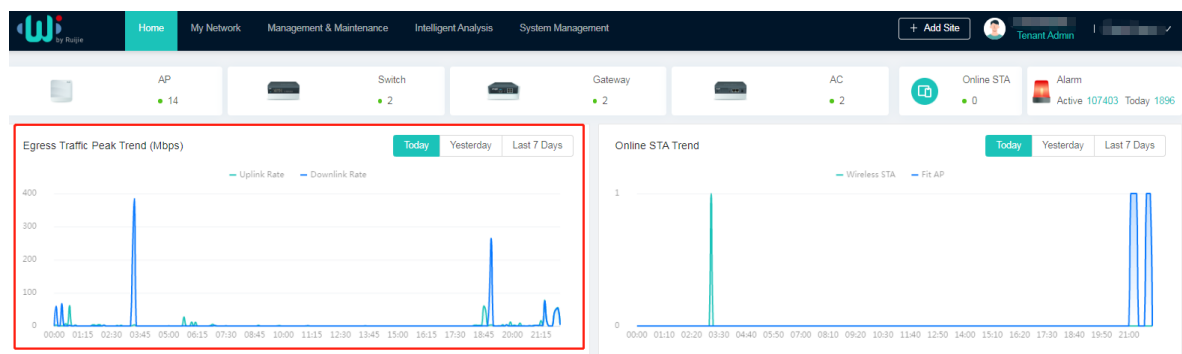 by Ruijie
Home My Network Management & Maintenance Intelligent Analysis System Management + Add Site Tenant Admin
AP 14
Switch 2
Gateway 2
AC 2
Online STA 0
Alarm Active 107403 Today 1896
Egress Traffic Peak Trend (Mbps) Today Yesterday Last 7 Days
Uplink Rate Downlink Rate
400
300
200
100
0
00:00 01:15 02:30 03:45 05:00 06:15 07:30 08:45 10:00 11:15 12:30 13:45 15:00 16:15 17:30 18:45 20:00 21:15
Online STA Trend Today Yesterday Last 7 Days
Wireless STA Fit AP
1
0
00:00 01:10 02:20 03:30 04:40 05:50 07:00 08:10 09:20 10:30 11:40 12:50 14:00 15:10 16:20 17:30 18:40 19:50 21:00